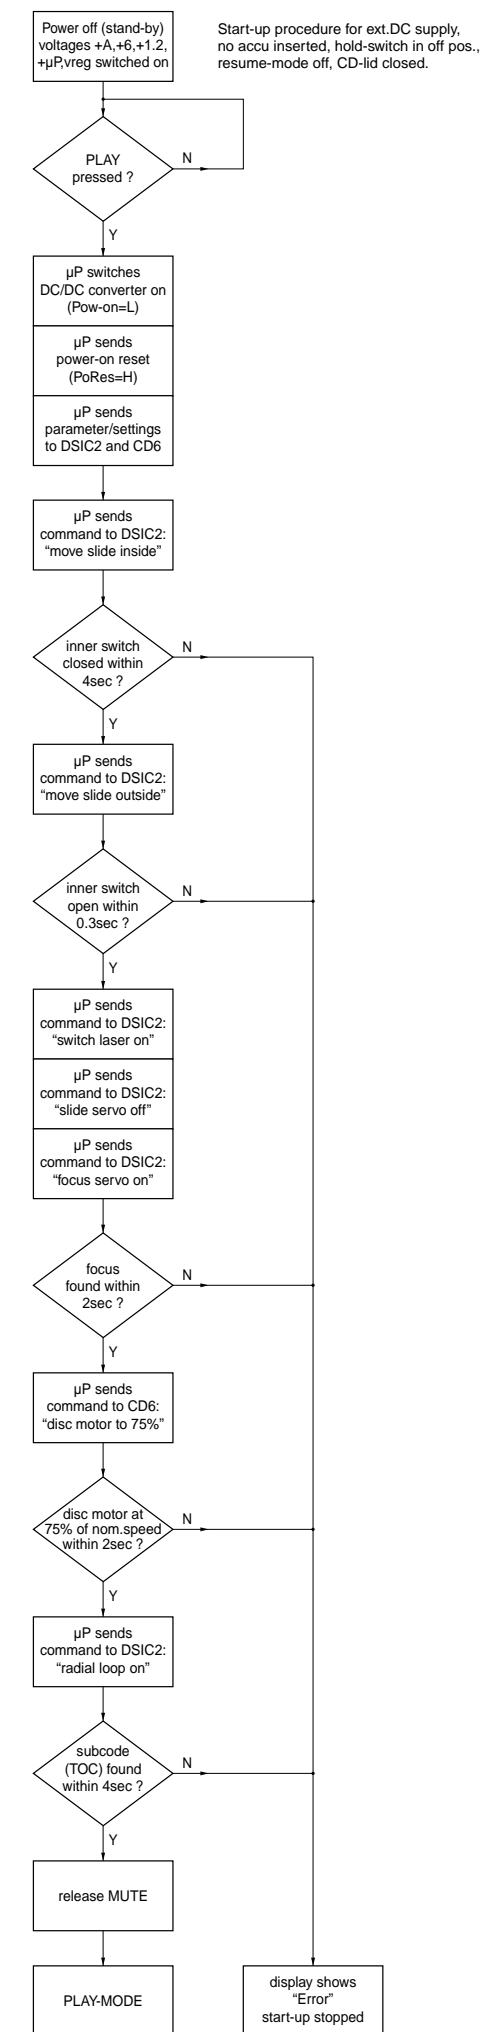 Power off (stand-by)
voltages +A,+6,+1.2,
+µP,vreg switched on
Start-up procedure for ext.DC supply,
no accu inserted, hold-switch in off pos.,
resume-mode off, CD-lid closed.
PLAY
pressed ?
N
Y
µP switches
DC/DC converter on
(Pow-on=L)
µP sends
power-on reset
(PoRes=H)
µP sends
parameter/settings
to DSIC2 and CD6
µP sends
command to DSIC2:
“move slide inside”
inner switch
closed within
4sec ?
N
Y
µP sends
command to DSIC2:
“move slide outside”
inner switch
open within
0.3sec ?
N
Y
µP sends
command to DSIC2:
“switch laser on”
µP sends
command to DSIC2:
“slide servo off”
µP sends
command to DSIC2:
“focus servo on”
focus
found within
2sec ?
N
Y
µP sends
command to CD6:
“disc motor to 75%”
disc motor at
75% of nom.speed
within 2sec ?
N
Y
µP sends
command to DSIC2:
“radial loop on”
subcode
(TOC) found
within 4sec ?
N
Y
release MUTE
PLAY-MODE
display shows
“Error”
start-up stopped